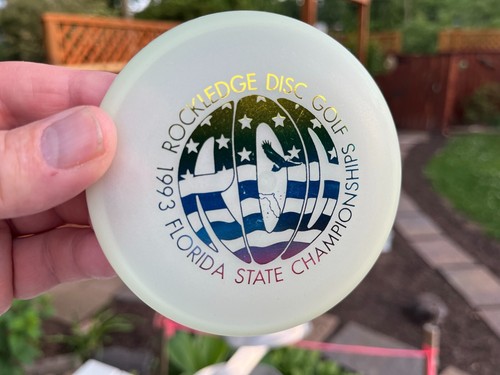 ROCKLEDGE DISC GOLF
1993 FLORIDA STATE CHAMPIONSHIPS